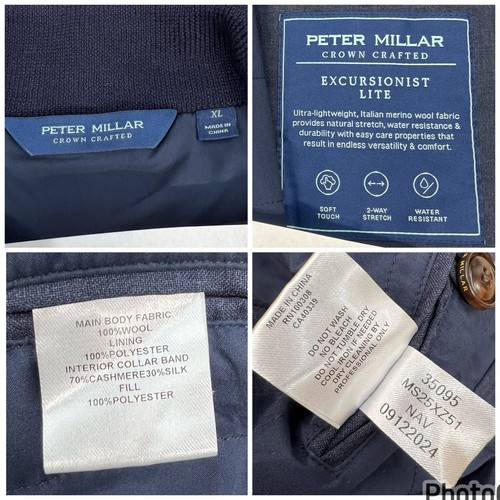 PETER MILLAR
CROWN CRAFTED
XL
MADE IN
CHINA
PETER MILLAR
CROWN CRAFTED
EXCURSIONIST
LITE
Ultra-lightweight, Italian merino wool fabric
provides natural stretch, water resistance &
durability with easy care properties that
result in endless versatility & comfort.
SOFT
TOUCH
2-WAY
STRETCH
WATER
RESISTANT
MAIN BODY FABRIC
100%WOOL
LINING
100%POLYESTER
INTERIOR COLLAR BAND
70%CASHMERE30%SILK
FILL
100%POLYESTER
MADE IN CHINA
RN100308
CA40339
DO NOT WASH
NO BLEACH
DO NOT TUMBLE DRY
COOL IRON IF NEEDED
DRY CLEANING BY
PROFESSIONAL ONLY
MILLAR
35095
MS25XZ51
NAV
09122024